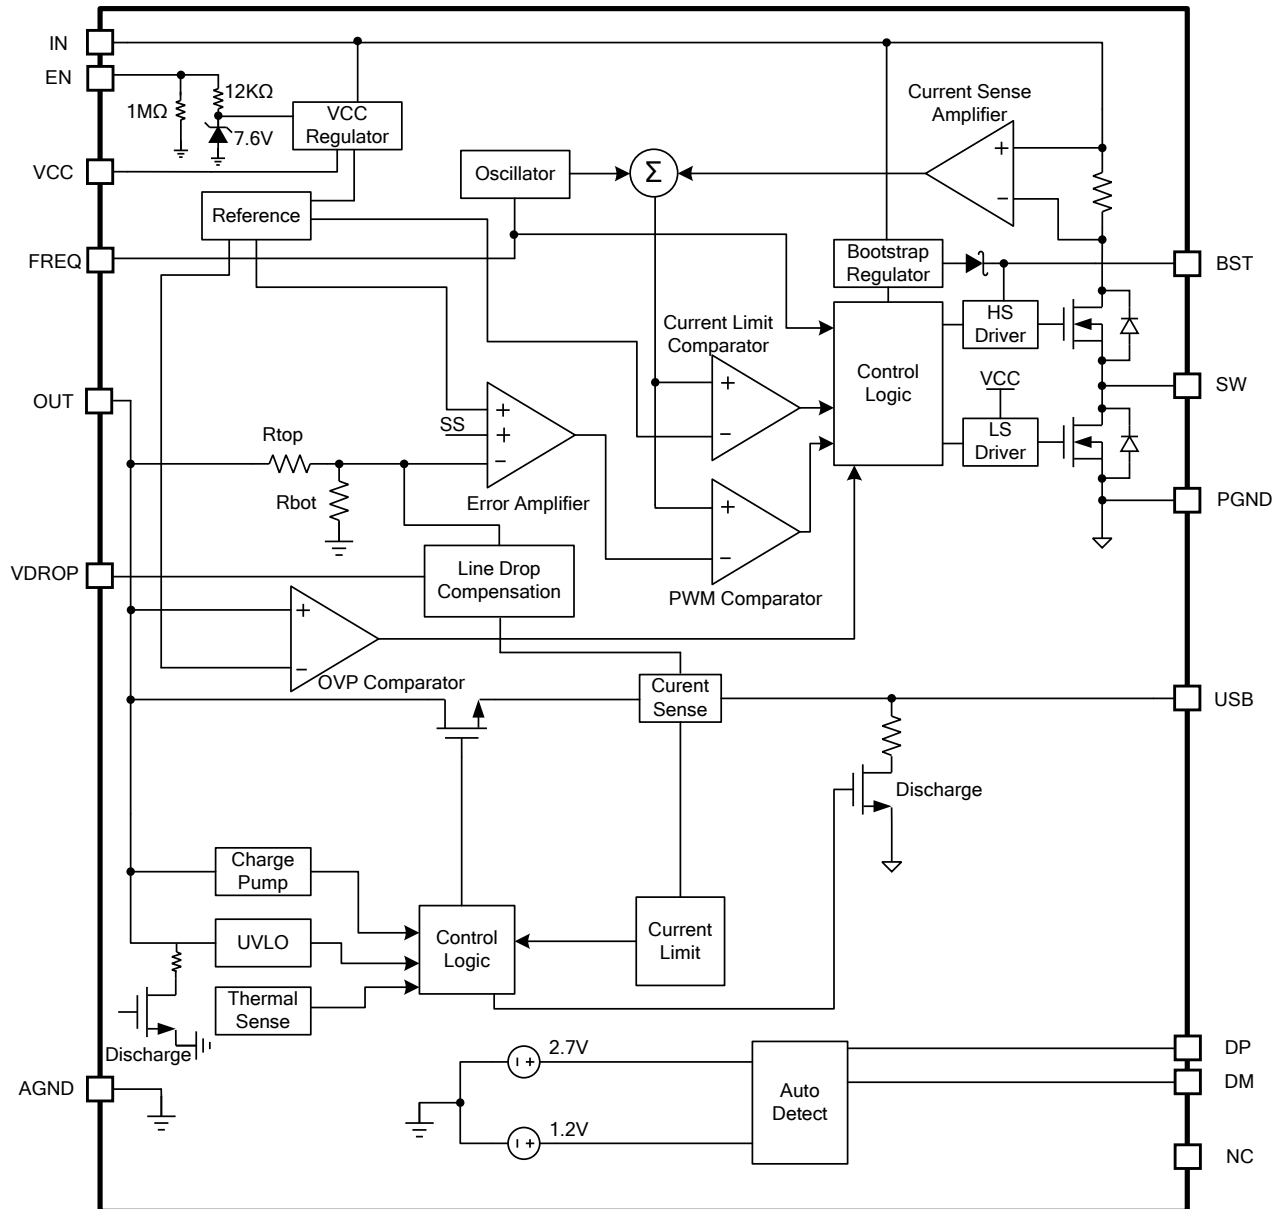 IN
EN
12KΩ
1MΩ
7.6V
VCC
Regulator
VCC
Current Sense
Amplifier
+
−
Oscillator
Σ
Reference
FREQ
Bootstrap
Regulator
BST
HS
Driver
Current Limit
Comparator
+
−
Control
Logic
SW
VCC
LS
Driver
OUT
Rtop
Rbot
SS
+
+
−
Error Amplifier
+
−
PWM Comparator
PGND
VDROP
Line Drop
Compensation
+
−
OVP Comparator
Curent
Sense
USB
Discharge
Charge
Pump
UVLO
Thermal
Sense
Control
Logic
Current
Limit
Discharge
AGND
2.7V
+
1.2V
+
Auto
Detect
DP
DM
NC